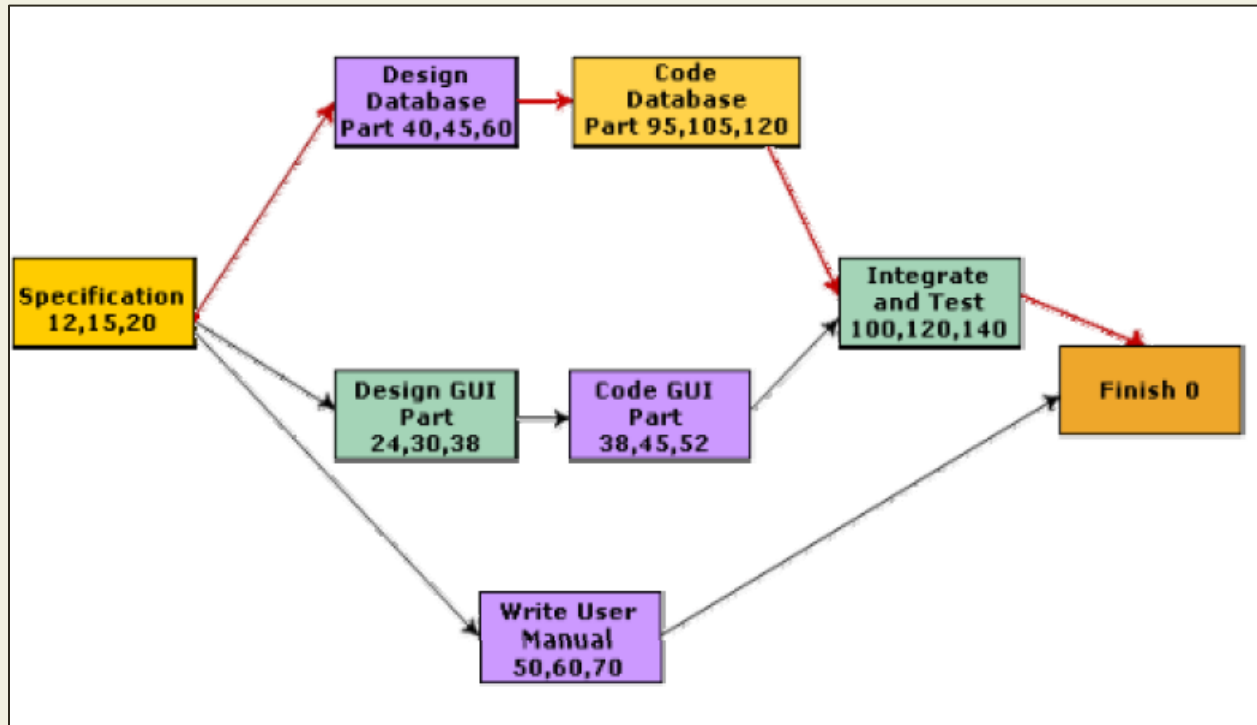 Design
Database
Part 40,45,60
Code
Database
Part 95,105,120
Specification
12,15,20
Integrate
and Test
100,120,140
Design GUI
Part
24,30,38
Code GUI
Part
38,45,52
Finish 0
Write User
Manual
50,60,70